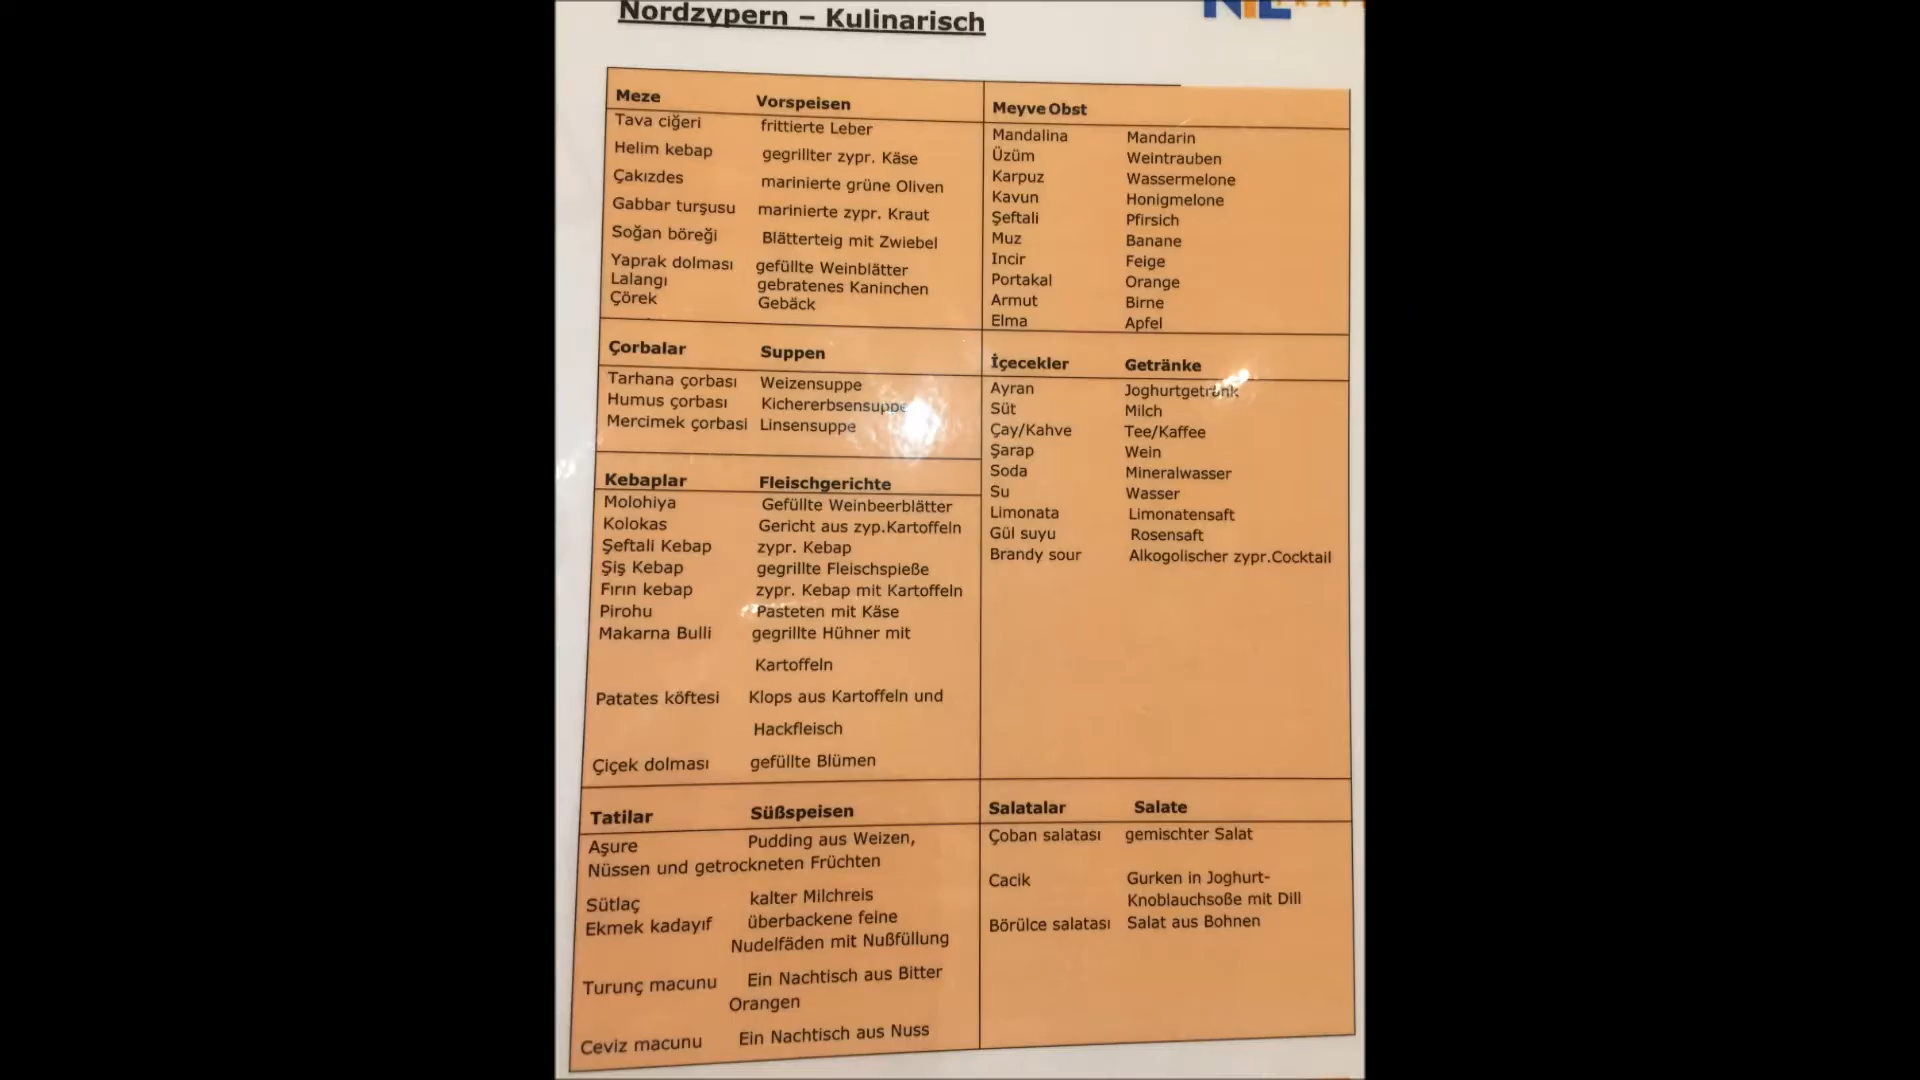 Nordzypern – Kulinarisch
NIL
Meze Vorspeisen
Tava ciğeri frittierte Leber
Helim kebap gegrillter zypr. Käse
Çakızdes marinierte grüne Oliven
Gabbar turşusu marinierte zypr. Kraut
Soğan böreği Blätterteig mit Zwiebel
Yaprak dolması gefüllte Weinblätter
Lalangı gebratenes Kaninchen
Çörek Gebäck
Çorbalar Suppen
Tarhana çorbası Weizensuppe
Humus çorbası Kichererbsensuppe
Mercimek çorbasi Linsensuppe
Kebaplar Fleischgerichte
Molohiya Gefüllte Weinbeerblätter
Kolokas Gericht aus zyp.Kartoffeln
Şeftali Kebap zypr. Kebap
Şiş Kebap gegrillte Fleischspieße
Fırın kebap zypr. Kebap mit Kartoffeln
Pirohu Pasteten mit Käse
Makarna Bulli gegrillte Hühner mit
Kartoffeln
Patates köftesi Klops aus Kartoffeln und
Hackfleisch
Çiçek dolması gefüllte Blümen
Tatilar Süßspeisen
Aşure Pudding aus Weizen,
Nüssen und getrockneten Früchten
Sütlaç kalter Milchreis
Ekmek kadayıf überbackene feine
Nudelfäden mit Nußfüllung
Turunç macunu Ein Nachtisch aus Bitter
Orangen
Ceviz macunu Ein Nachtisch aus Nuss
Meyve Obst
Mandalina Mandarin
Üzüm Weintrauben
Karpuz Wassermelone
Kavun Honigmelone
Şeftali Pfirsich
Muz Banane
Incir Feige
Portakal Orange
Armut Birne
Elma Apfel
İçecekler Getränke
Ayran Joghurtgetränk
Süt Milch
Çay/Kahve Tee/Kaffee
Şarap Wein
Soda Mineralwasser
Su Wasser
Limonata Limonatensaft
Gül suyu Rosensaft
Brandy sour Alkogolischer zypr.Cocktail
Salatalar Salate
Çoban salatası gemischter Salat
Cacik Gurken in Joghurt-
Knoblauchsoße mit Dill
Börülce salatası Salat aus Bohnen